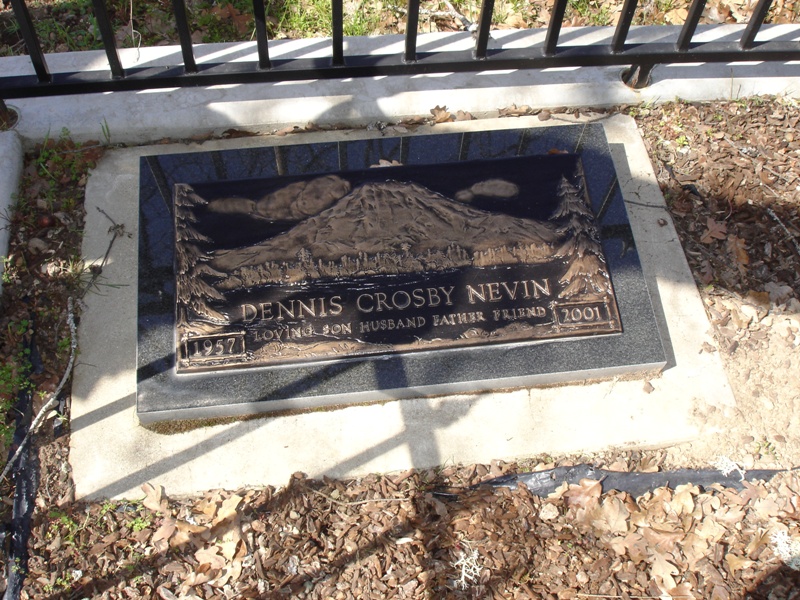 DENNIS CROSBY NEVIN
LOVING SON HUSBAND FATHER FRIEND
1957
2001